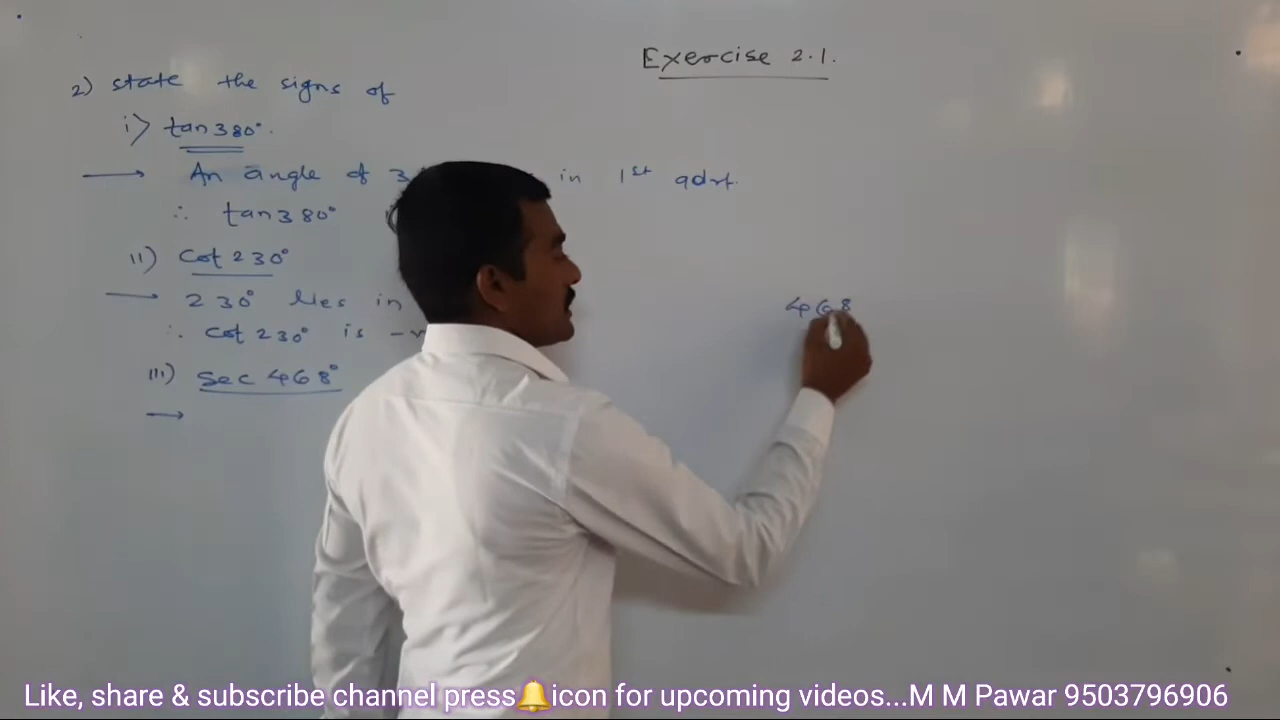 Exercise 2.1.
2) state the signs of
i) tan 380°.
→ An angle of 3 in 1st qdrt.
∴ tan 380°
ii) cot 230°
→ 230° lies in
∴ cot 230° is -v
iii) sec 468°
→
468
Like, share & subscribe channel press🔔icon for upcoming videos...M M Pawar 9503796906